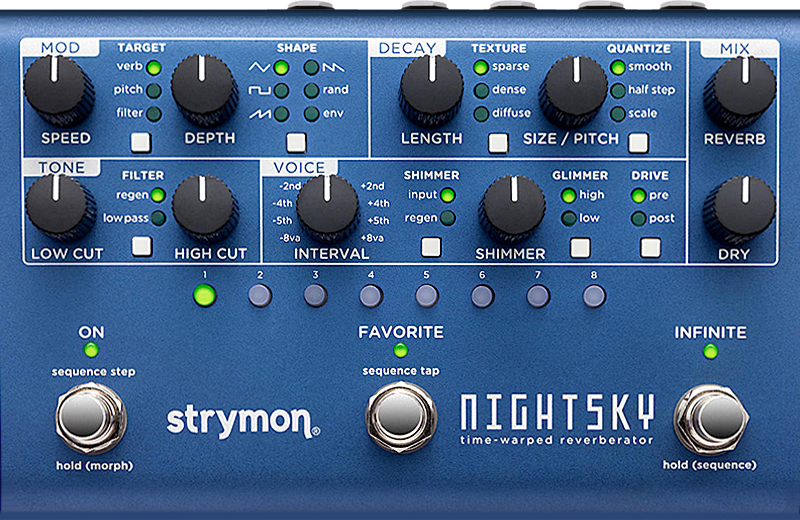 MOD TARGET SHAPE DECAY TEXTURE QUANTIZE MIX
verb sparse smooth
pitch rand dense half step
filter env diffuse scale
SPEED DEPTH LENGTH SIZE / PITCH REVERB
TONE FILTER VOICE SHIMMER GLIMMER DRIVE
regen -2nd +2nd input high pre
-4th +4th
lowpass -5th +5th regen low post
-8va +8va
LOW CUT HIGH CUT INTERVAL SHIMMER DRY
1 2 3 4 5 6 7 8
ON FAVORITE INFINITE
sequence step sequence tap
strymon® NIGHTSKY
time-warped reverberator
hold (morph) hold (sequence)